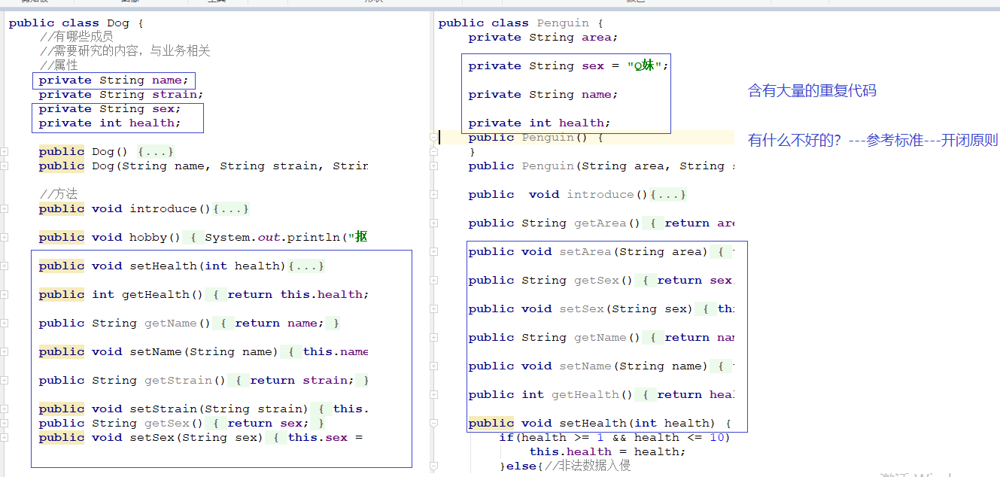 public class Dog {
//有哪些成员
//需要研究的内容，与业务相关
//属性
private String name;
private String strain;
private String sex;
private int health;
public Dog() {...}
public Dog(String name, String strain, Strin
//方法
public void introduce(){...}
public void hobby() { System.out.println("抠
public void setHealth(int health){...}
public int getHealth() { return this.health;
public String getName() { return name; }
public void setName(String name) { this.name
public String getStrain() { return strain; }
public void setStrain(String strain) { this.
public String getSex() { return sex; }
public void setSex(String sex) { this.sex =
public class Penguin {
private String area;
private String sex = "Q妹";
private String name;
private int health;
public Penguin() {
}
public Penguin(String area, String s
public  void introduce(){...}
public String getArea() { return are
public void setArea(String area) {
public String getSex() { return sex
public void setSex(String sex) { thi
public String getName() { return nam
public void setName(String name) {
public int getHealth() { return heal
public void setHealth(int health) {
if(health >= 1 && health <= 10)
this.health = health;
}else{//非法数据入侵
含有大量的重复代码
有什么不好的？---参考标准---开闭原则